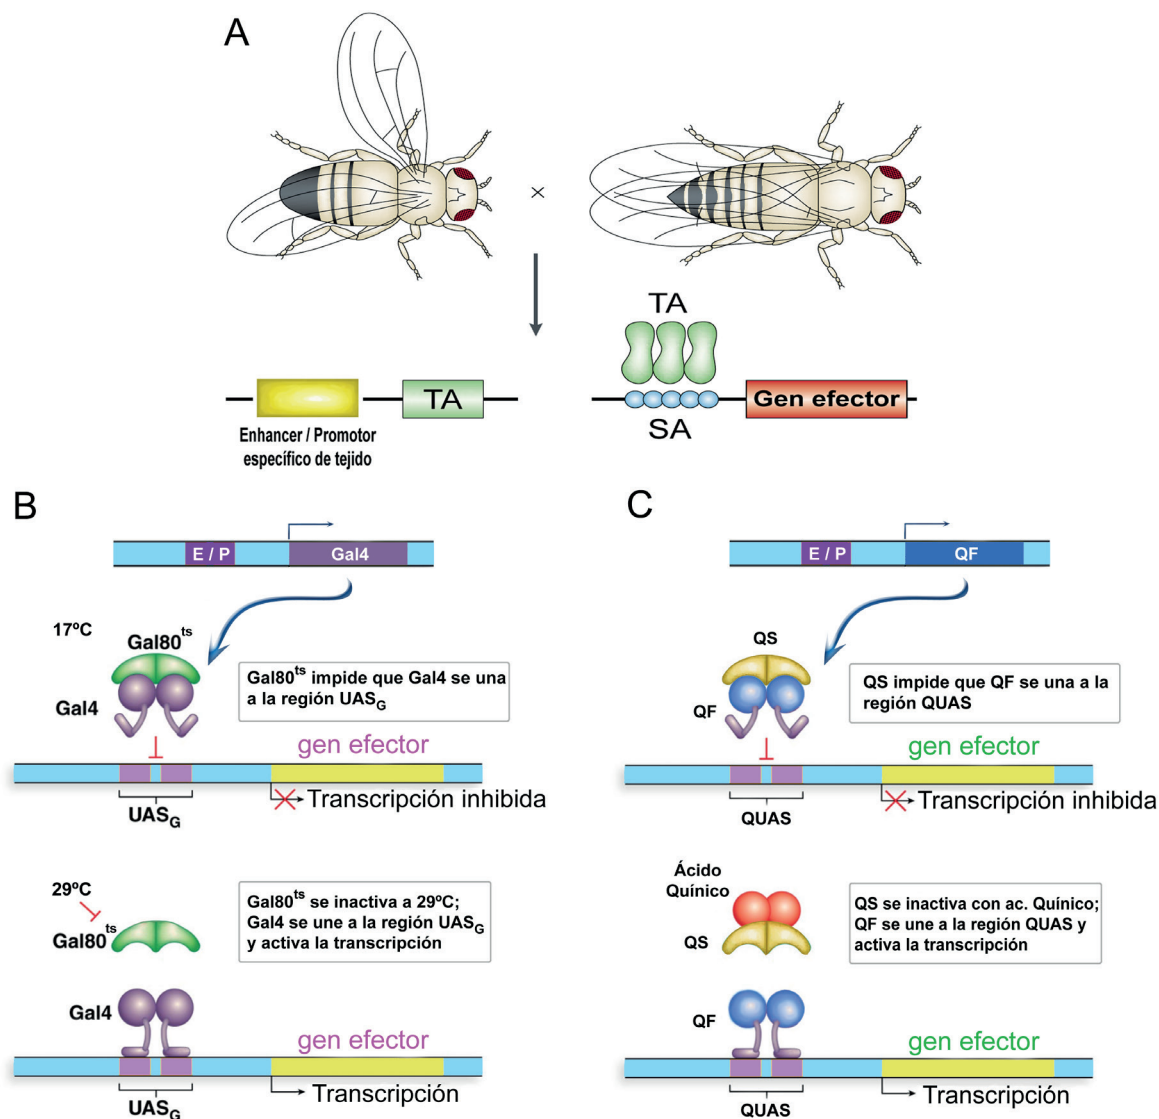 A
×
TA
TA
Enhancer / Promotor
específico de tejido
SA
Gen efector
B
E / P
Gal4
17ºC
Gal80ts
Gal4
Gal80ts impide que Gal4 se una
a la región UASG
gen efector
Transcripción inhibida
UASG
29ºC
Gal80ts
Gal80ts se inactiva a 29ºC;
Gal4 se une a la región UASG
y activa la transcripción
Gal4
gen efector
Transcripción
UASG
C
E / P
QF
QS
QF
QS impide que QF se una a la
región QUAS
gen efector
Transcripción inhibida
QUAS
Ácido
Quínico
QS
QS se inactiva con ac. Quínico;
QF se une a la región QUAS y
activa la transcripción
QF
gen efector
Transcripción
QUAS